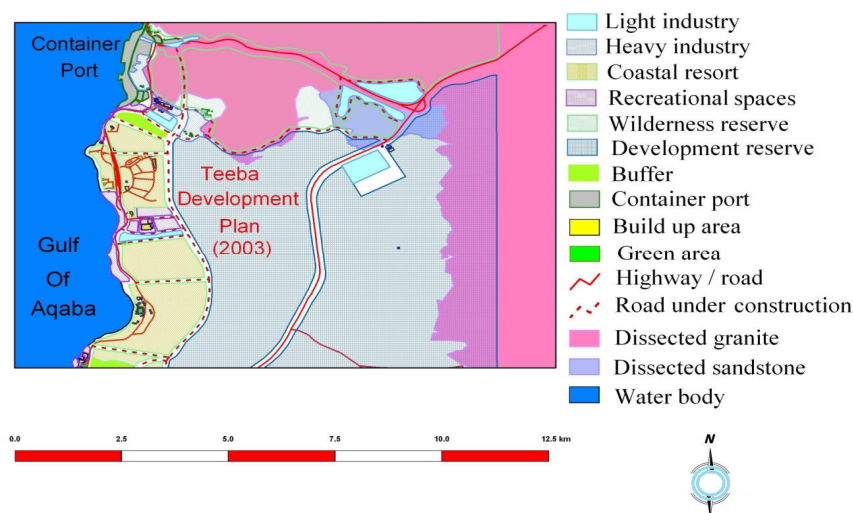 Container
Port
Teeba
Development
Plan
(2003)
Gulf
Of
Aqaba
Light industry
Heavy industry
Coastal resort
Recreational spaces
Wilderness reserve
Development reserve
Buffer
Container port
Build up area
Green area
Highway / road
Road under construction
Dissected granite
Dissected sandstone
Water body
0.0 2.5 5.0 7.5 10.0 12.5 km
N